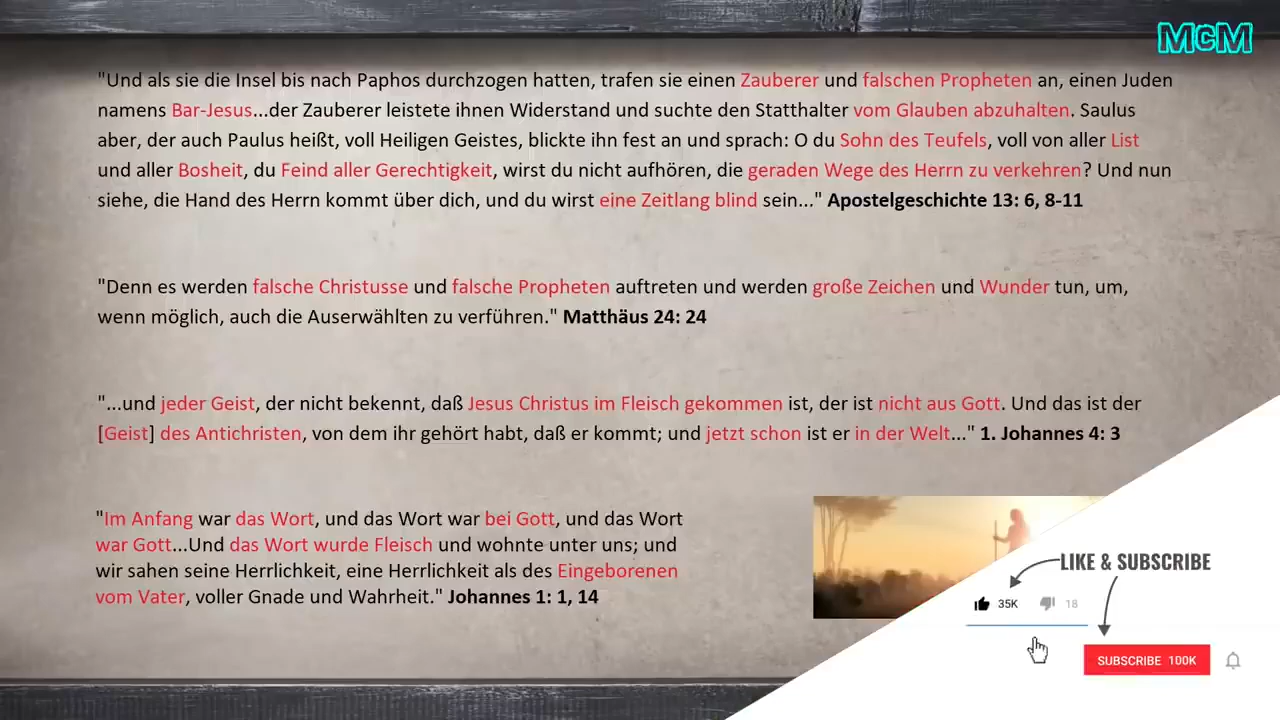 McM
"Und als sie die Insel bis nach Paphos durchzogen hatten, trafen sie einen Zauberer und falschen Propheten an, einen Juden
namens Bar-Jesus...der Zauberer leistete ihnen Widerstand und suchte den Statthalter vom Glauben abzuhalten. Saulus
aber, der auch Paulus heißt, voll Heiligen Geistes, blickte ihn fest an und sprach: O du Sohn des Teufels, voll von aller List
und aller Bosheit, du Feind aller Gerechtigkeit, wirst du nicht aufhören, die geraden Wege des Herrn zu verkehren? Und nun
siehe, die Hand des Herrn kommt über dich, und du wirst eine Zeitlang blind sein..." Apostelgeschichte 13: 6, 8-11
"Denn es werden falsche Christusse und falsche Propheten auftreten und werden große Zeichen und Wunder tun, um,
wenn möglich, auch die Auserwählten zu verführen." Matthäus 24: 24
"...und jeder Geist, der nicht bekennt, daß Jesus Christus im Fleisch gekommen ist, der ist nicht aus Gott. Und das ist der
[Geist] des Antichristen, von dem ihr gehört habt, daß er kommt; und jetzt schon ist er in der Welt..." 1. Johannes 4: 3
"Im Anfang war das Wort, und das Wort war bei Gott, und das Wort
war Gott...Und das Wort wurde Fleisch und wohnte unter uns; und
wir sahen seine Herrlichkeit, eine Herrlichkeit als des Eingeborenen
vom Vater, voller Gnade und Wahrheit." Johannes 1: 1, 14
LIKE & SUBSCRIBE
35K 18
SUBSCRIBE 100K